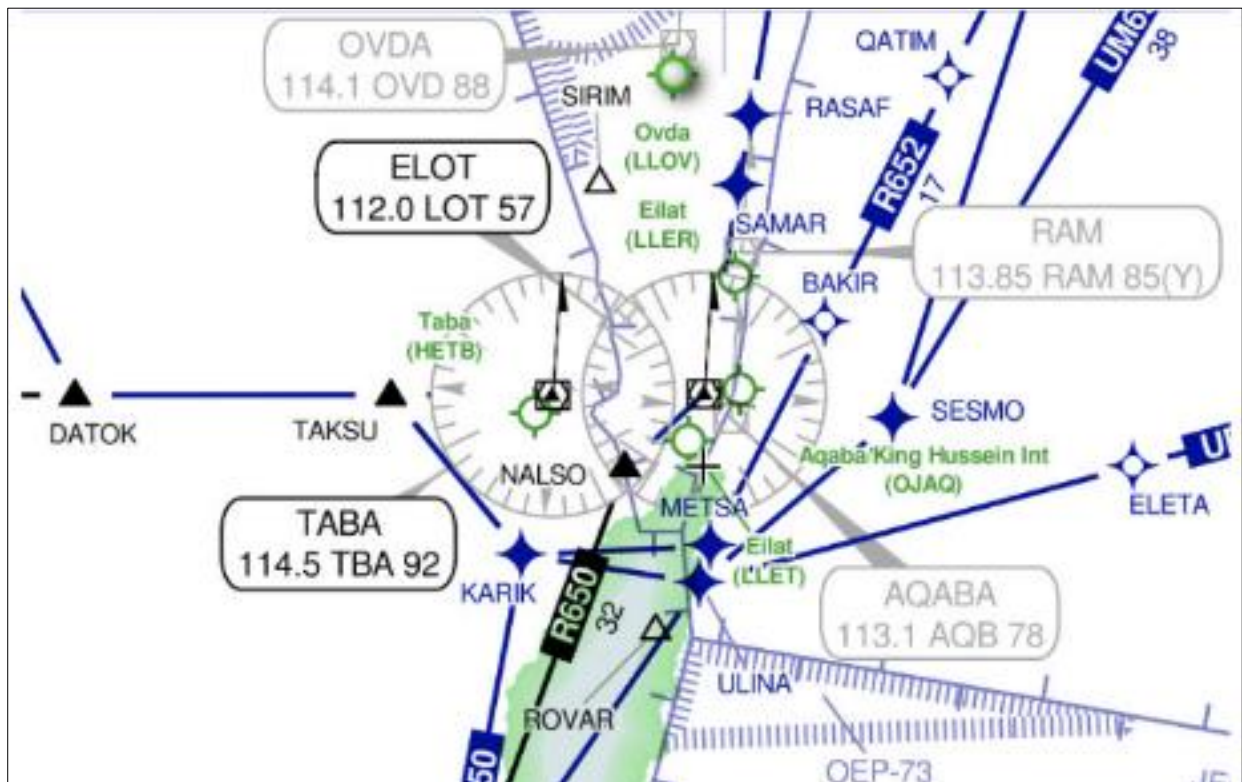 OVDA
114.1 OVD 88
QATIM
38
SIRIM
RASAF
Ovda
(LLOV)
ELOT
112.0 LOT 57
R652
17
Eilat
(LLER)
SAMAR
RAM
113.85 RAM 85(Y)
BAKIR
Taba
(HETB)
DATOK
TAKSU
SESMO
NALSO
Aqaba/King Hussein Int
(OJAQ)
METSA
ELETA
TABA
114.5 TBA 92
Eilat
(LLET)
KARIK
R650
32
AQABA
113.1 AQB 78
ULINA
ROVAR
50
OEP-73